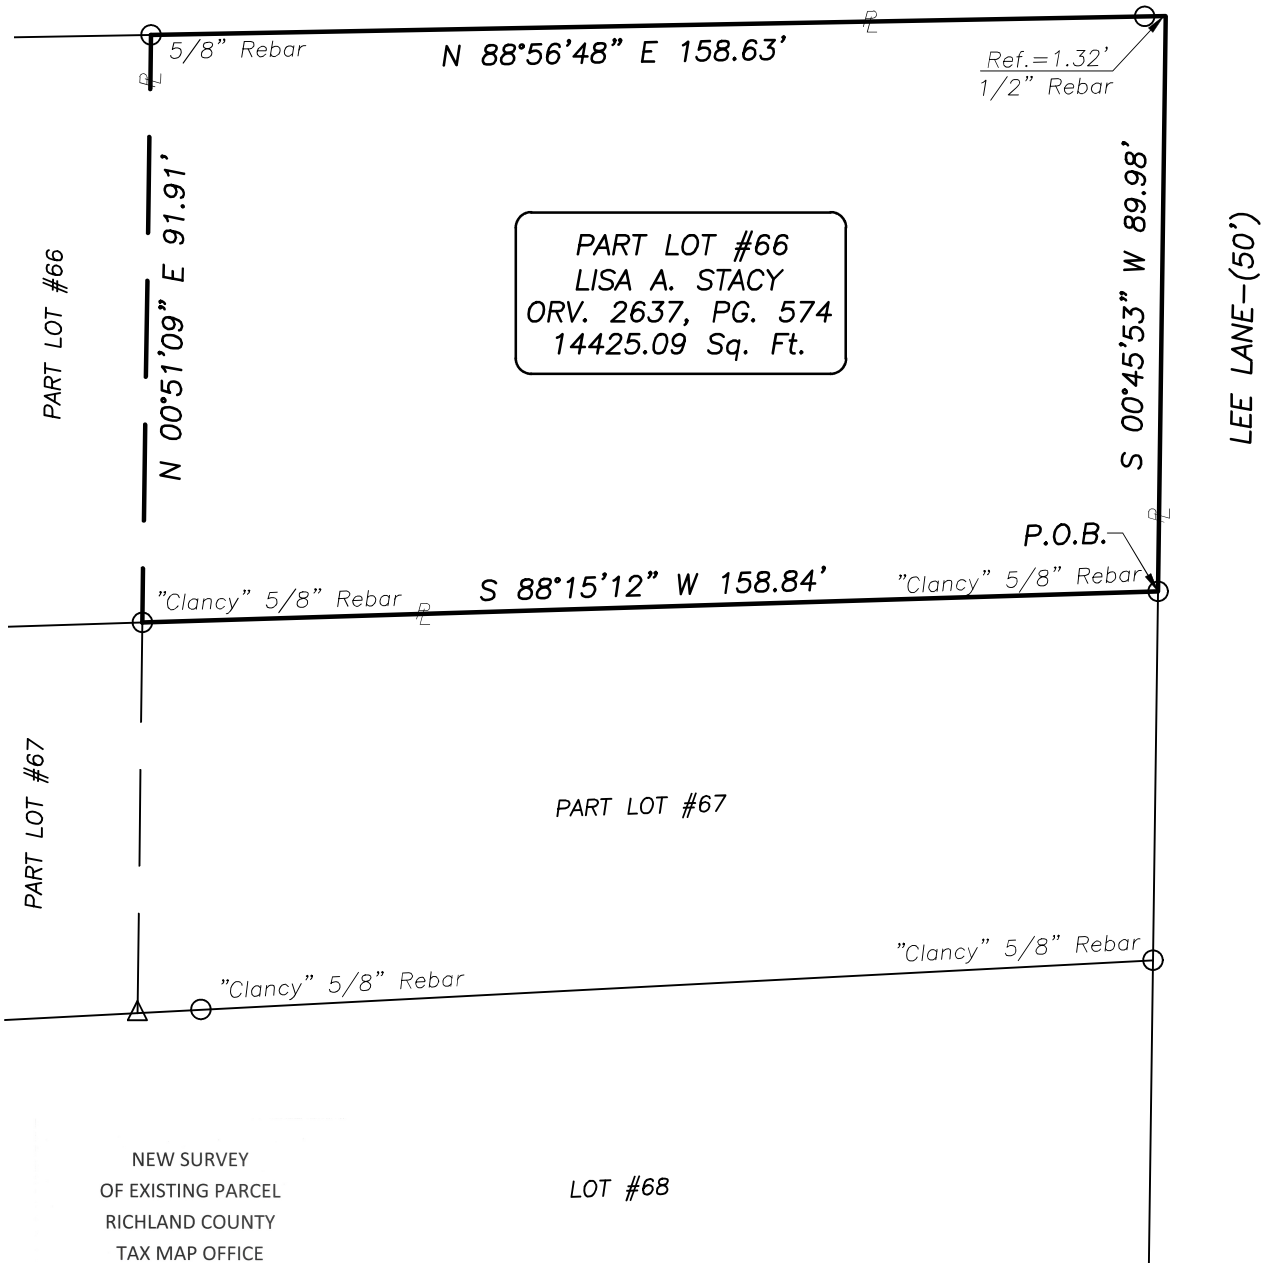 5/8" Rebar
N 88°56'48" E 158.63'
PL
Ref.=1.32'
1/2" Rebar
PL
N 00°51'09" E 91.91'
S 00°45'53" W 89.98'
PART LOT #66
LISA A. STACY
ORV. 2637, PG. 574
14425.09 Sq. Ft.
PART LOT #66
LEE LANE-(50')
PL
P.O.B.
"Clancy" 5/8" Rebar
S 88°15'12" W 158.84'
"Clancy" 5/8" Rebar
PL
PART LOT #67
PART LOT #67
"Clancy" 5/8" Rebar
"Clancy" 5/8" Rebar
NEW SURVEY
OF EXISTING PARCEL
RICHLAND COUNTY
TAX MAP OFFICE
LOT #68